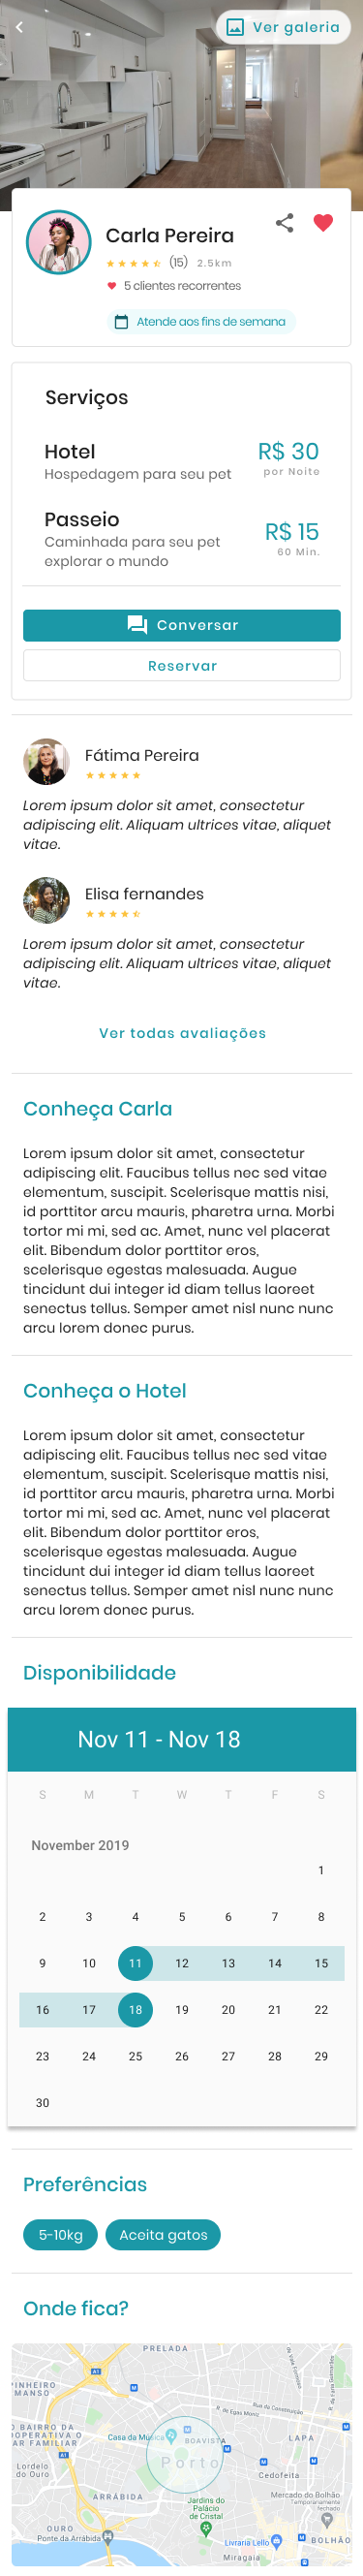 Ver galeria
Carla Pereira
(15) 2.5km
5 clientes recorrentes
Atende aos fins de semana
Serviços
Hotel
R$ 30
Hospedagem para seu pet
por Noite
Passeio
R$ 15
Caminhada para seu pet
explorar o mundo
60 Min.
Conversar
Reservar
Fátima Pereira
Lorem ipsum dolor sit amet, consectetur
adipiscing elit. Aliquam ultrices vitae, aliquet
vitae.
Elisa fernandes
Lorem ipsum dolor sit amet, consectetur
adipiscing elit. Aliquam ultrices vitae, aliquet
vitae.
Ver todas avaliações
Conheça Carla
Lorem ipsum dolor sit amet, consectetur
adipiscing elit. Faucibus tellus nec sed vitae
elementum, suscipit. Scelerisque mattis nisi,
id porttitor arcu mauris, pharetra urna. Morbi
tortor mi mi, sed ac. Amet, nunc vel placerat
elit. Bibendum dolor porttitor eros,
scelerisque egestas malesuada. Augue
tincidunt dui integer id diam tellus laoreet
senectus tellus. Semper amet nisl nunc nunc
arcu lorem donec purus.
Conheça o Hotel
Lorem ipsum dolor sit amet, consectetur
adipiscing elit. Faucibus tellus nec sed vitae
elementum, suscipit. Scelerisque mattis nisi,
id porttitor arcu mauris, pharetra urna. Morbi
tortor mi mi, sed ac. Amet, nunc vel placerat
elit. Bibendum dolor porttitor eros,
scelerisque egestas malesuada. Augue
tincidunt dui integer id diam tellus laoreet
senectus tellus. Semper amet nisl nunc nunc
arcu lorem donec purus.
Disponibilidade
Nov 11 - Nov 18
S M T W T F S
November 2019
1
2 3 4 5 6 7 8
9 10 11 12 13 14 15
16 17 18 19 20 21 22
23 24 25 26 27 28 29
30
Preferências
5-10kg Aceita gatos
Onde fica?
PRELADA
A1
PINHEIRO
MANSO
R. de Egas Moniz
Rua da Constituição
O BAIRRO DA
OOPERATIVA O
AR FAMILIAR
Casa da Música
BOAVISTA
LAPA
A1
Lordelo
do Ouro
Porto
Cedofeita
ARRÁBIDA
Jardins do
Palácio
de Cristal
Mercado do Bolhão
Temporariamente
fechado
OURO
Ponte da Arrábida
Livraria Lello
BOLHÃO
Miragaia